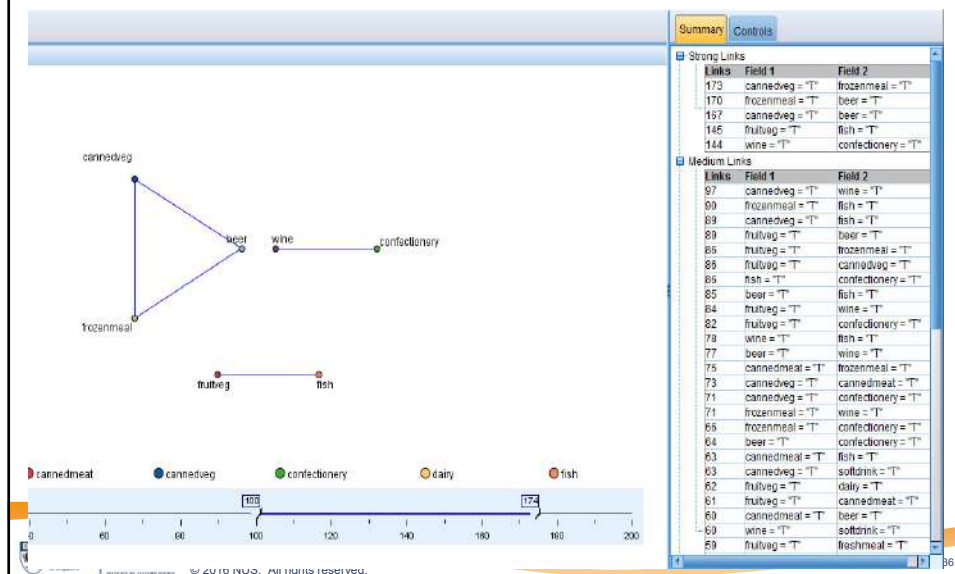 Summary Controls
Strong Links
Links Field 1 Field 2
173 cannedveg = "T" frozenmeal = "T"
170 frozenmeal = "T" beer = "T"
167 cannedveg = "T" beer = "T"
145 fruitveg = "T" fish = "T"
144 wine = "T" confectionery = "T"
Medium Links
Links Field 1 Field 2
97 cannedveg = "T" wine = "T"
90 frozenmeal = "T" fish = "T"
89 cannedveg = "T" fish = "T"
89 fruitveg = "T" beer = "T"
86 fruitveg = "T" frozenmeal = "T"
86 fruitveg = "T" cannedveg = "T"
86 fish = "T" confectionery = "T"
85 beer = "T" fish = "T"
84 fruitveg = "T" wine = "T"
82 fruitveg = "T" confectionery = "T"
78 wine = "T" fish = "T"
77 beer = "T" wine = "T"
75 cannedmeat = "T" frozenmeal = "T"
73 cannedveg = "T" cannedmeat = "T"
71 cannedveg = "T" confectionery = "T"
71 frozenmeal = "T" wine = "T"
66 frozenmeal = "T" confectionery = "T"
64 beer = "T" confectionery = "T"
63 cannedmeat = "T" fish = "T"
63 cannedveg = "T" softdrink = "T"
62 fruitveg = "T" dairy = "T"
61 fruitveg = "T" cannedmeat = "T"
60 cannedmeat = "T" beer = "T"
60 wine = "T" softdrink = "T"
59 fruitveg = "T" freshmeat = "T"
cannedveg
beer wine confectionery
frozenmeal
fruitveg fish
cannedmeat cannedveg confectionery dairy fish
100 174
60 80 100 120 140 160 180 200
© 2016 NUS. All rights reserved.
36